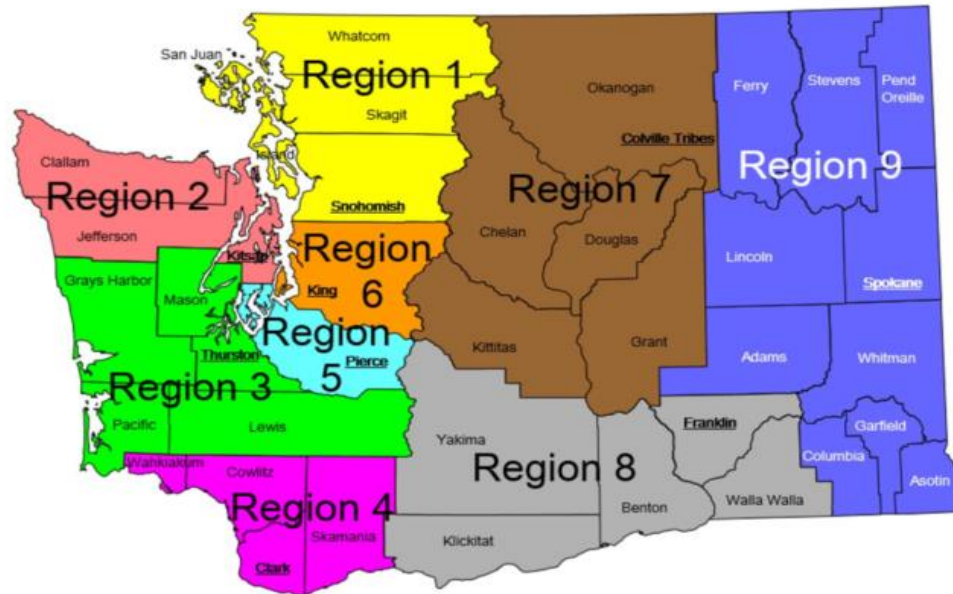 Whatcom
San Juan
Region 1
Skagit
Island
Snohomish
Clallam
Region 2
Jefferson
Kitsap
Grays Harbor
Mason
Thurston
Region 3
Pacific
Lewis
Wahkiakum
Cowlitz
Region 4
Skamania
Clark
Region
6
King
Region
5
Pierce
Okanogan
Colville Tribes
Region 7
Chelan
Douglas
Kittitas
Grant
Yakima
Region 8
Franklin
Benton
Walla Walla
Klickitat
Ferry
Stevens
Pend
Oreille
Region 9
Lincoln
Spokane
Adams
Whitman
Garfield
Columbia
Asotin